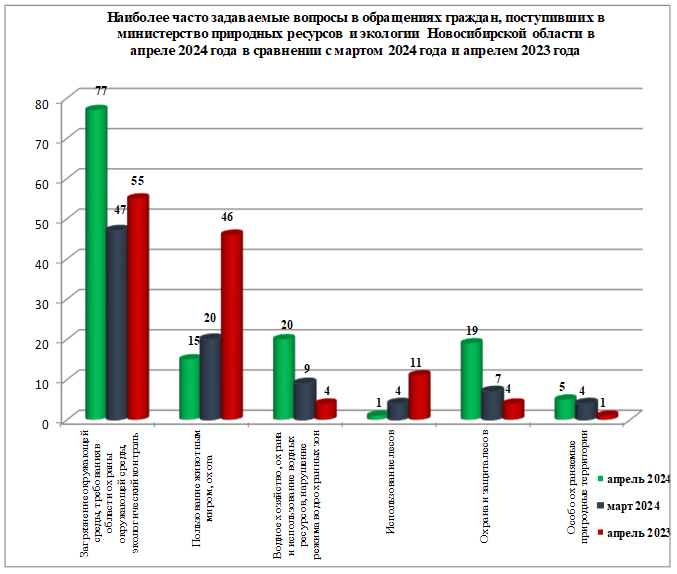 Наиболее часто задаваемые вопросы в обращениях граждан, поступивших в
министерство природных ресурсов и экологии Новосибирской области в
апреле 2024 года в сравнении с мартом 2024 года и апрелем 2023 года
80
70
60
50
40
30
20
10
0
77
47
55
15
20
46
20
9
4
1
4
11
19
7
4
5
4
1
Загрязнение окружающей
среды, требования в
области охраны
окружающей среды,
экологический контроль
Пользование животным
миром, охота
Водное хозяйство, охрана
и использование водных
ресурсов, нарушение
режима водоохранных зон
Использование лесов
Охрана и защита лесов
Особо охраняемые
природные территории
апрель 2024
март 2024
апрель 2023